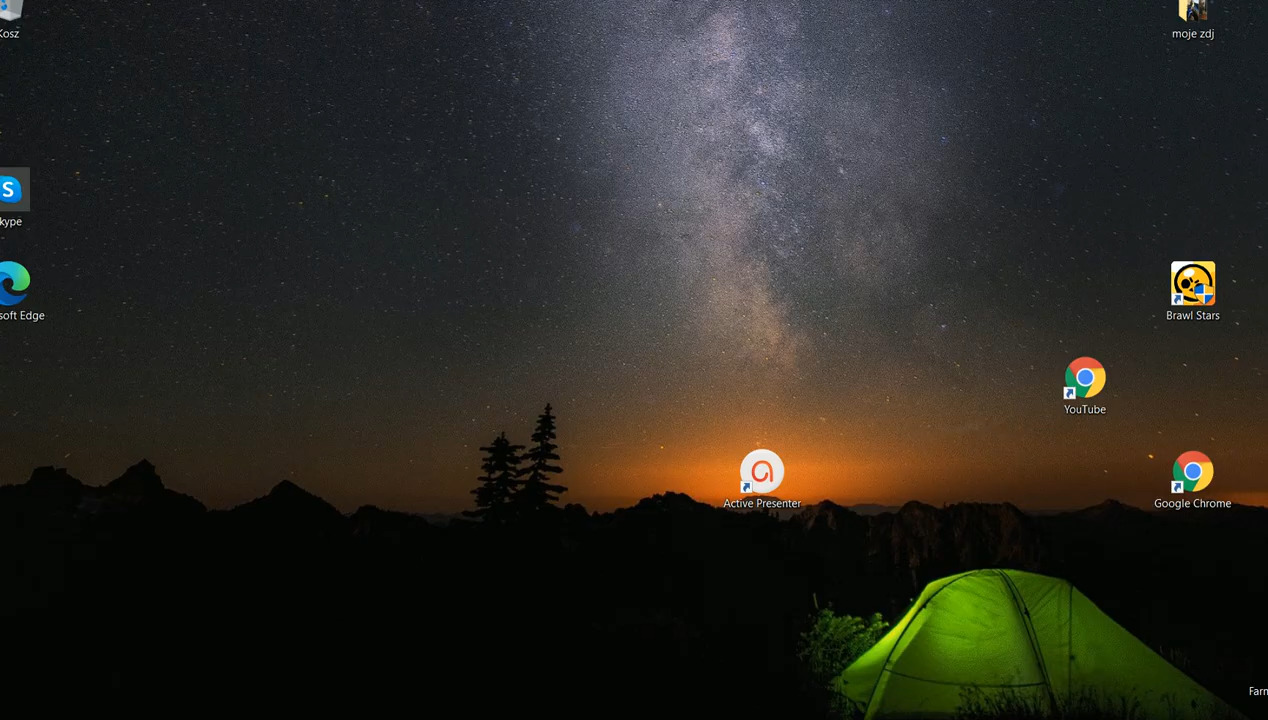 Kosz
moje zdj
kype
soft Edge
Brawl Stars
YouTube
Active Presenter
Google Chrome
Farm